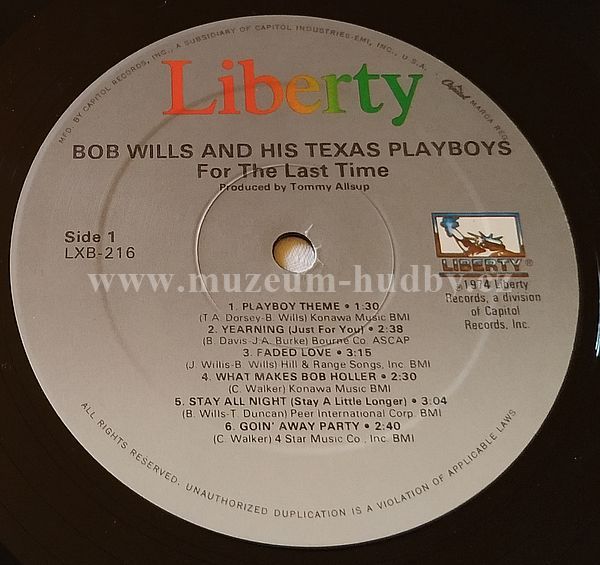 MFD. BY CAPITOL RECORDS, INC., A SUBSIDIARY OF CAPITOL INDUSTRIES-EMI, INC., U.S.A.
Capitol MARCA REG.
Liberty
BOB WILLS AND HIS TEXAS PLAYBOYS
For The Last Time
Produced by Tommy Allsup
Side 1
LXB-216
LIBERTY®
©1974 Liberty
Records, a division
of Capitol
Records, Inc.
www.muzeum-hudby.cz
1. PLAYBOY THEME • 1:30
(T.A. Dorsey-B. Wills) Konawa Music BMI
2. YEARNING (Just For You) • 2:38
(B. Davis-J.A. Burke) Bourne Co. ASCAP
3. FADED LOVE • 3:15
(J. Willis-B. Wills) Hill & Range Songs, Inc. BMI
4. WHAT MAKES BOB HOLLER • 2:30
(C. Walker) Konawa Music BMI
5. STAY ALL NIGHT (Stay A Little Longer) • 3:04
(B. Wills-T. Duncan) Peer International Corp. BMI
6. GOIN' AWAY PARTY • 2:40
(C. Walker) 4 Star Music Co., Inc. BMI
ALL RIGHTS RESERVED. UNAUTHORIZED DUPLICATION IS A VIOLATION OF APPLICABLE LAWS